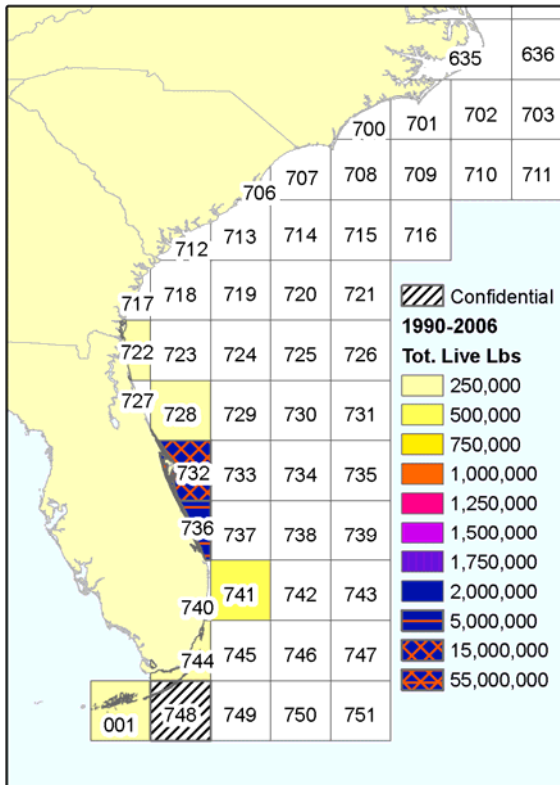 635 636
700 701 702 703
706 707 708 709 710 711
712 713 714 715 716
717 718 719 720 721
722 723 724 725 726
727 728 729 730 731
732 733 734 735
736 737 738 739
740 741 742 743
744 745 746 747
001 748 749 750 751
Confidential
1990-2006
Tot. Live Lbs
250,000
500,000
750,000
1,000,000
1,250,000
1,500,000
1,750,000
2,000,000
5,000,000
15,000,000
55,000,000